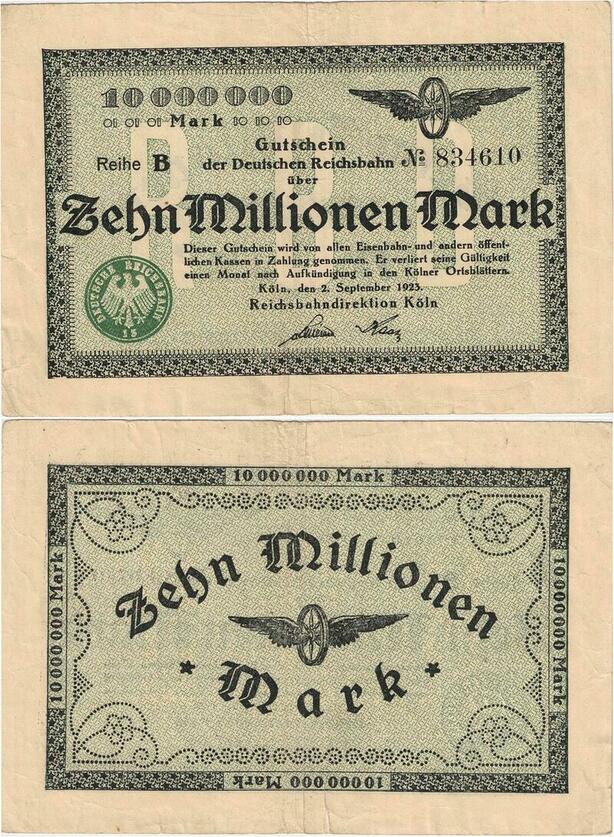 10 000 000
Mark
Gutschein
Reihe B der Deutschen Reichsbahn № 834610
über
Zehn Millionen Mark
Dieser Gutschein wird von allen Eisenbahn- und andern öffent-
lichen Kassen in Zahlung genommen. Er verliert seine Gültigkeit
einen Monat nach Aufkündigung in den Kölner Ortsblättern.
Köln, den 2. September 1923.
Reichsbahndirektion Köln
DEUTSCHE REICHSBAHN
15
10 000 000 Mark
Zehn Millionen
Mark
10 000 000 Mark
10 000 000 Mark
10 000 000 Mark